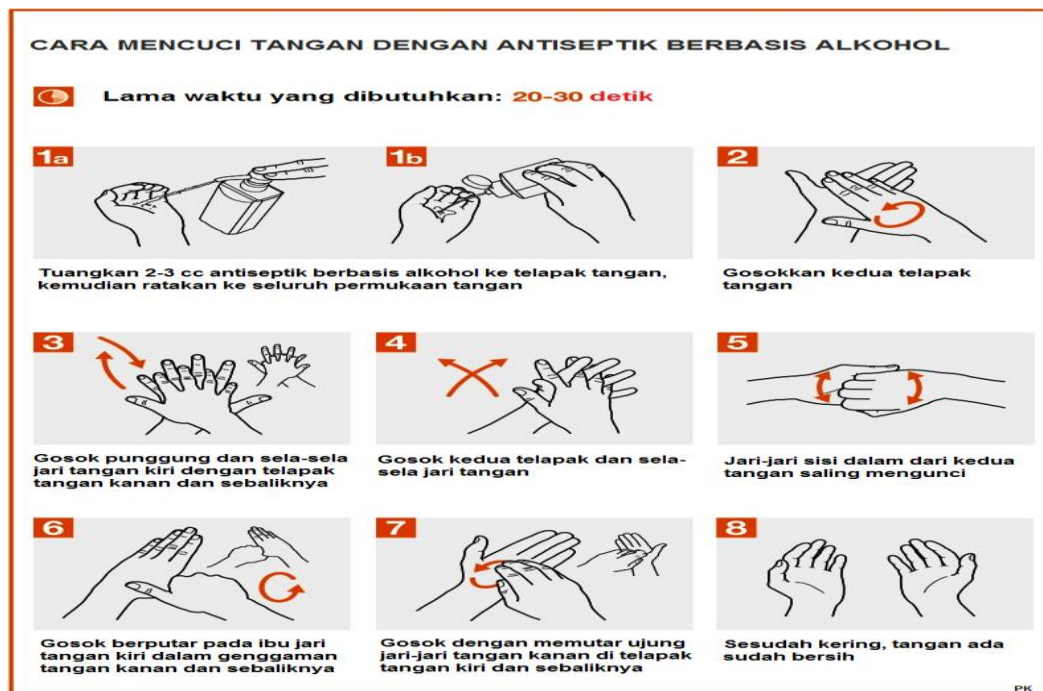 CARA MENCUCI TANGAN DENGAN ANTISEPTIK BERBASIS ALKOHOL
Lama waktu yang dibutuhkan: 20-30 detik
1a
1b
Tuangkan 2-3 cc antiseptik berbasis alkohol ke telapak tangan,
kemudian ratakan ke seluruh permukaan tangan
2
Gosokkan kedua telapak
tangan
3
Gosok punggung dan sela-sela
jari tangan kiri dengan telapak
tangan kanan dan sebaliknya
4
Gosok kedua telapak dan sela-
sela jari tangan
5
Jari-jari sisi dalam dari kedua
tangan saling mengunci
6
Gosok berputar pada ibu jari
tangan kiri dalam genggaman
tangan kanan dan sebaliknya
7
Gosok dengan memutar ujung
jari-jari tangan kanan di telapak
tangan kiri dan sebaliknya
8
Sesudah kering, tangan ada
sudah bersih
PK